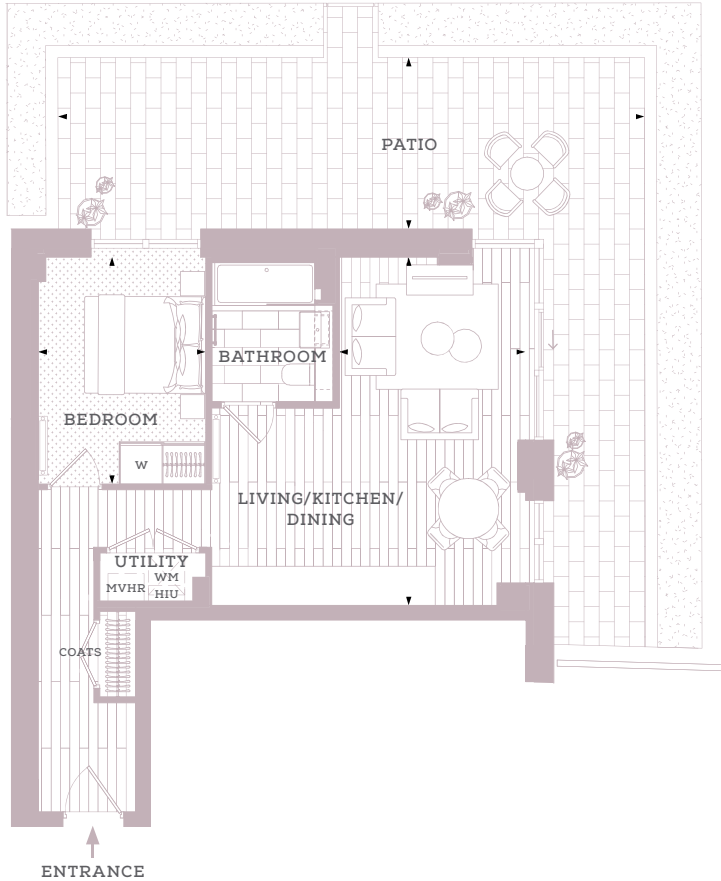 PATIO
BATHROOM
BEDROOM
W
LIVING/KITCHEN/
DINING
UTILITY
WM
MVHR
HIU
COATS
ENTRANCE